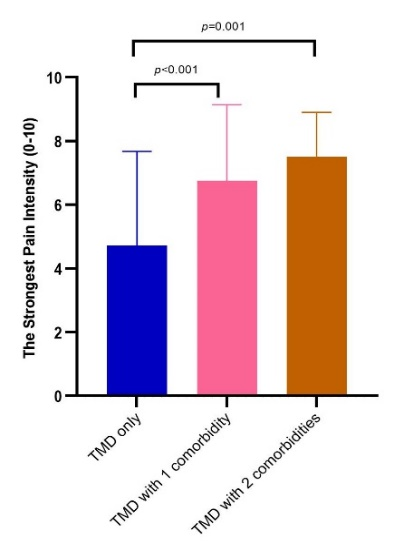 p=0.001
p<0.001
The Strongest Pain Intensity (0-10)
10
8
6
4
2
0
TMD only
TMD with 1 comorbidity
TMD with 2 comorbidities